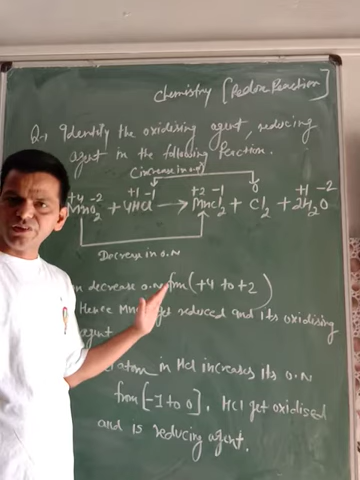 Chemistry [Redox Reaction]
Q→ Identify the oxidising agent, reducing
agent in the following Reaction.
(increase in O.N)
+4 -2 +1 -1 +2 -1 0 +1 -2
MnO2 + 4HCl → MnCl2 + Cl2 + 2H2O
Decrease in O.N
decrease O.N from (+4 to +2)
Hence get reduced and its oxidising
agent
atom in HCl increases its O.N
from [-1 to 0]. HCl get oxidised
and is reducing agent.